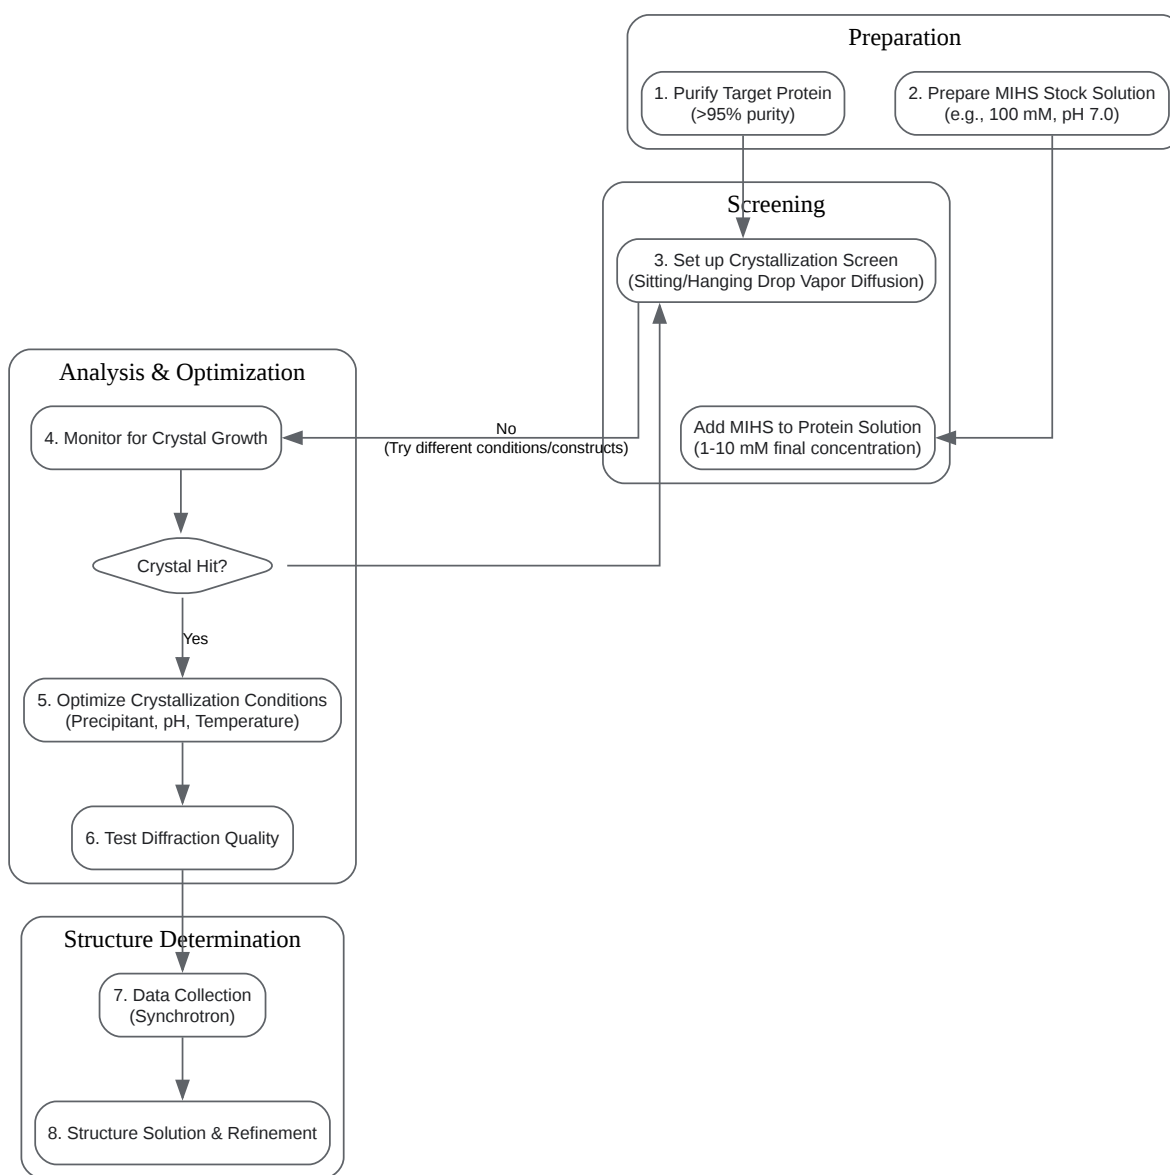 Preparation
1. Purify Target Protein
(>95% purity)
2. Prepare MIHS Stock Solution
(e.g., 100 mM, pH 7.0)
Screening
3. Set up Crystallization Screen
(Sitting/Hanging Drop Vapor Diffusion)
Analysis & Optimization
4. Monitor for Crystal Growth
No
(Try different conditions/constructs)
Add MIHS to Protein Solution
(1-10 mM final concentration)
Crystal Hit?
Yes
5. Optimize Crystallization Conditions
(Precipitant, pH, Temperature)
6. Test Diffraction Quality
Structure Determination
7. Data Collection
(Synchrotron)
8. Structure Solution & Refinement